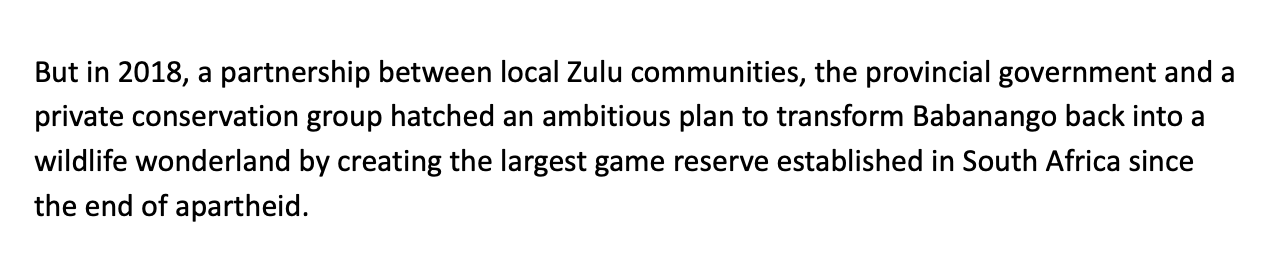 But in 2018, a partnership between local Zulu communities, the provincial government and a
private conservation group hatched an ambitious plan to transform Babanango back into a
wildlife wonderland by creating the largest game reserve established in South Africa since
the end of apartheid.